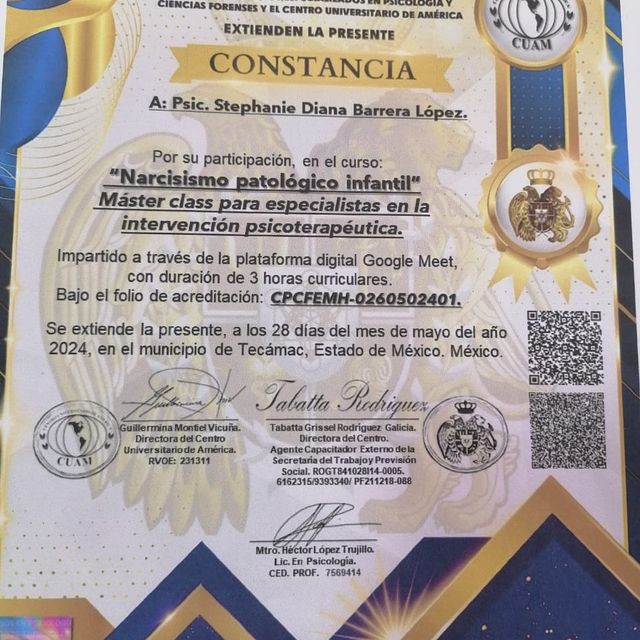 CIENCIAS FORENSES Y EL CENTRO UNIVERSITARIO DE AMÉRICA
EXTIENDEN LA PRESENTE
CUAM
CONSTANCIA
A: Psic. Stephanie Diana Barrera López.
Por su participación, en el curso:
"Narcisismo patológico infantil"
Máster class para especialistas en la
intervención psicoterapéutica.
Impartido a través de la plataforma digital Google Meet,
con duración de 3 horas curriculares.
Bajo el folio de acreditación: CPCFEMH-0260502401.
Se extiende la presente, a los 28 días del mes de mayo del año
2024, en el municipio de Tecámac, Estado de México. México.
Tabatta Rodriguez
Guillermina Montiel Vicuña.
Directora del Centro
Universitario de América.
RVOE: 231311
CUAM
Tabatta Grissel Rodríguez Galicia.
Directora del Centro.
Agente Capacitador Externo de la
Secretaría del Trabajo y Previsión
Social. ROGT84102B14-0005.
6162315/9393340/ PF211218-088
Mtro. Héctor López Trujillo.
Lic. En Psicología.
CED. PROF. 7569414